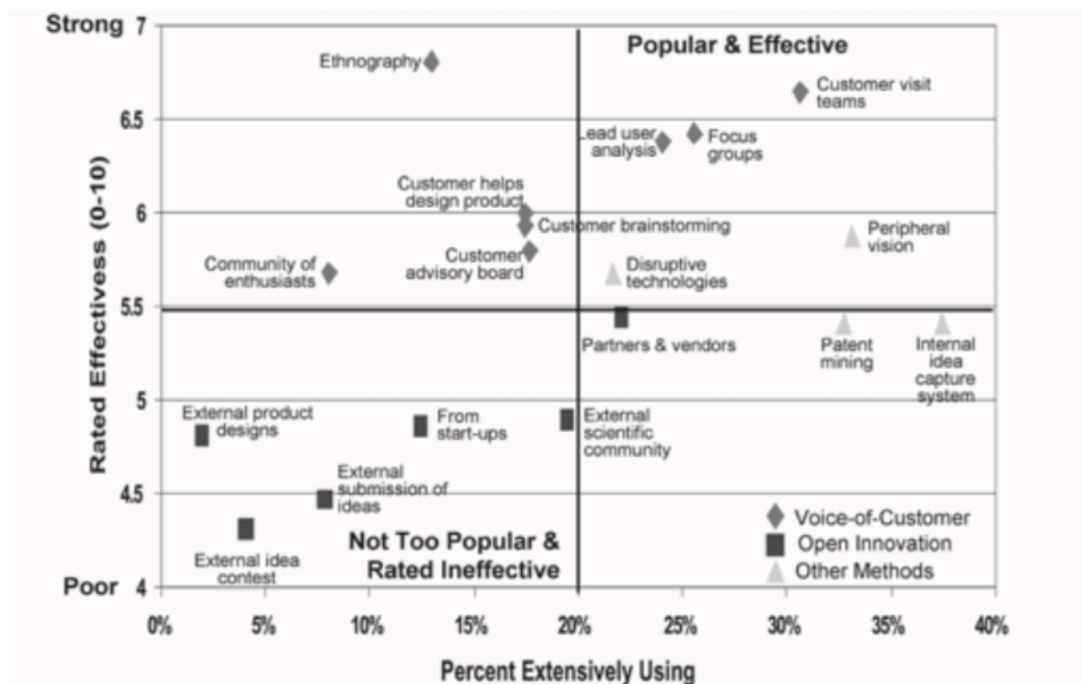 Strong 7
Popular & Effective
Ethnography
Customer visit
teams
6.5
Lead user
analysis
Focus
groups
Customer helps
design product
6
Customer brainstorming
Peripheral
vision
Customer
advisory board
Community of
enthusiasts
Disruptive
technologies
5.5
Partners & vendors
Patent
mining
Internal
idea
capture
system
5
External product
designs
From
start-ups
External
scientific
community
External
submission of
ideas
4.5
Not Too Popular &
Rated Ineffective
External idea
contest
Voice-of-Customer
Open Innovation
Other Methods
Poor 4
Rated Effectivess (0-10)
0% 5% 10% 15% 20% 25% 30% 35% 40%
Percent Extensively Using